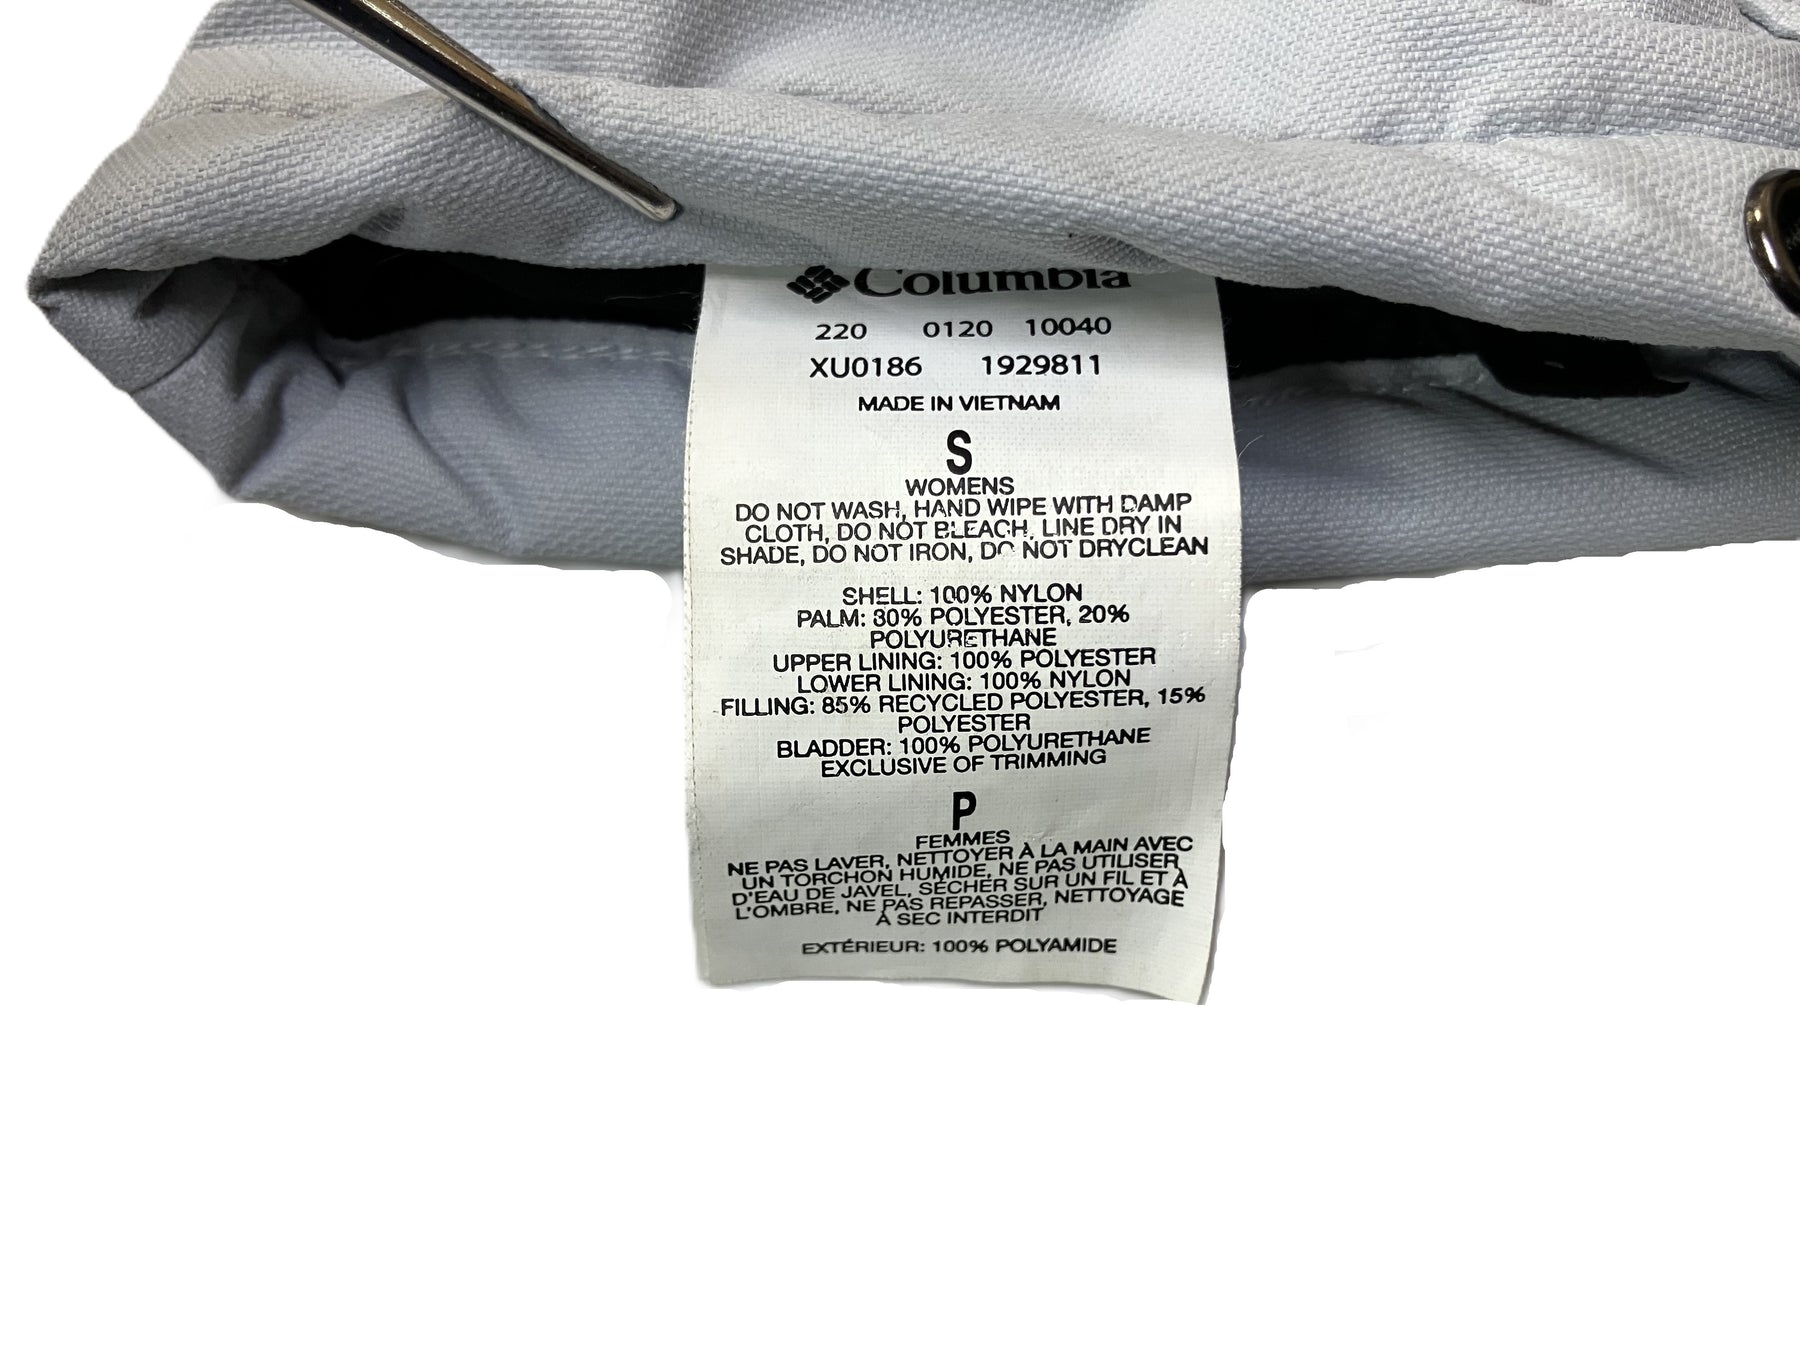 Columbia
220 0120 10040
XU0186 1929811
MADE IN VIETNAM
S
WOMENS
DO NOT WASH, HAND WIPE WITH DAMP
CLOTH, DO NOT BLEACH, LINE DRY IN
SHADE, DO NOT IRON, DO NOT DRYCLEAN
SHELL: 100% NYLON
PALM: 80% POLYESTER, 20%
POLYURETHANE
UPPER LINING: 100% POLYESTER
LOWER LINING: 100% NYLON
FILLING: 85% RECYCLED POLYESTER, 15%
POLYESTER
BLADDER: 100% POLYURETHANE
EXCLUSIVE OF TRIMMING
P
FEMMES
NE PAS LAVER, NETTOYER À LA MAIN AVEC
UN TORCHON HUMIDE, NE PAS UTILISER
D'EAU DE JAVEL, SÉCHER SUR UN FIL ET À
L'OMBRE, NE PAS REPASSER, NETTOYAGE
À SEC INTERDIT
EXTÉRIEUR: 100% POLYAMIDE